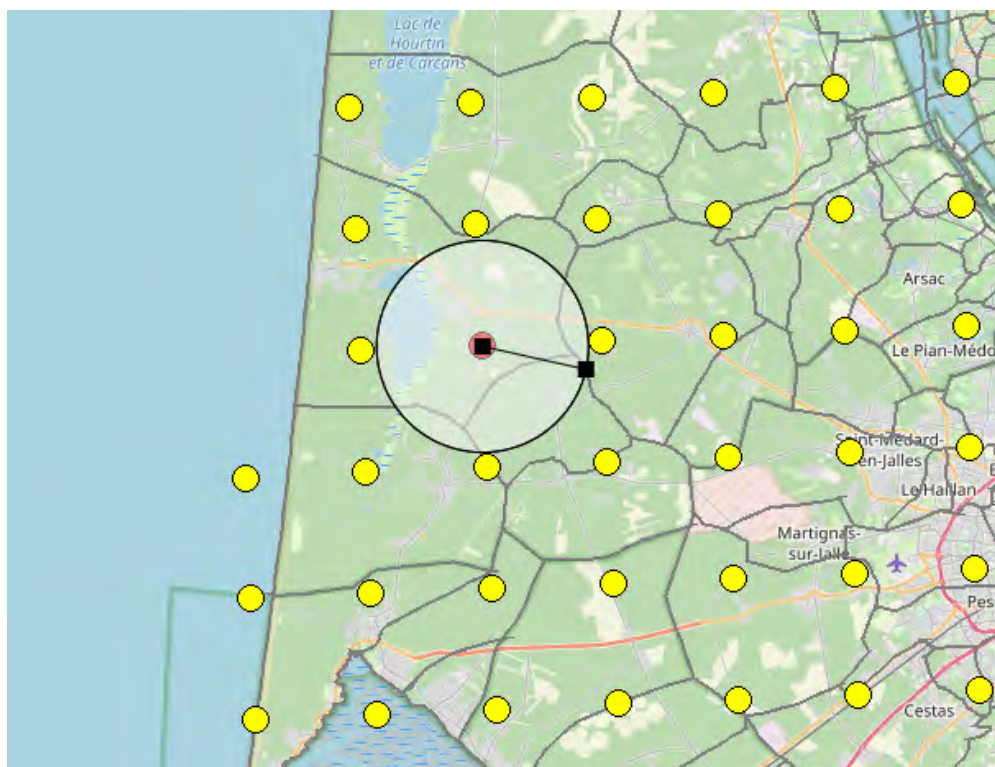 Lac de
Hourtin
et de Carcans
Arsac
Le Pian-Médo
Saint-Médard-
en-Jalles
Le Haillan
Martignas-
sur-Jalle
Pes
Cestas